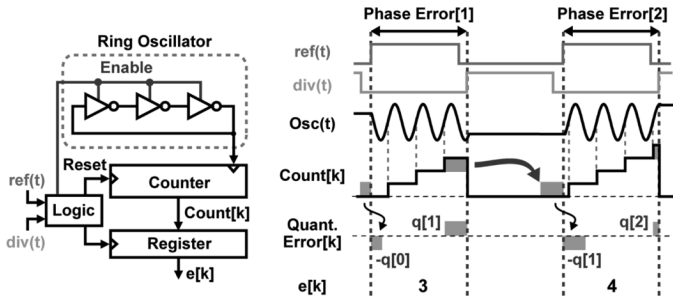 Ring Oscillator
Enable
Reset
ref(t)
Logic
div(t)
Counter
Count[k]
Register
e[k]
Phase Error[1] Phase Error[2]
ref(t)
div(t)
Osc(t)
Count[k]
Quant.
Error[k]
-q[0]
q[1]
-q[1]
q[2]
e[k] 3 4